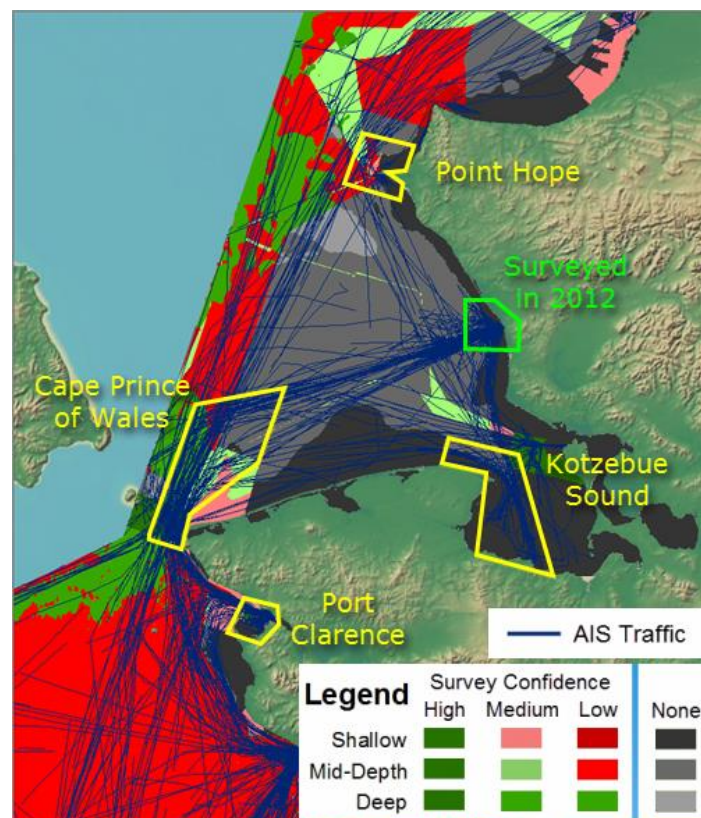 Point Hope
Surveyed
in 2012
Cape Prince
of Wales
Kotzebue
Sound
Port
Clarence
AIS Traffic
Legend
Survey Confidence
High Medium Low None
Shallow
Mid-Depth
Deep